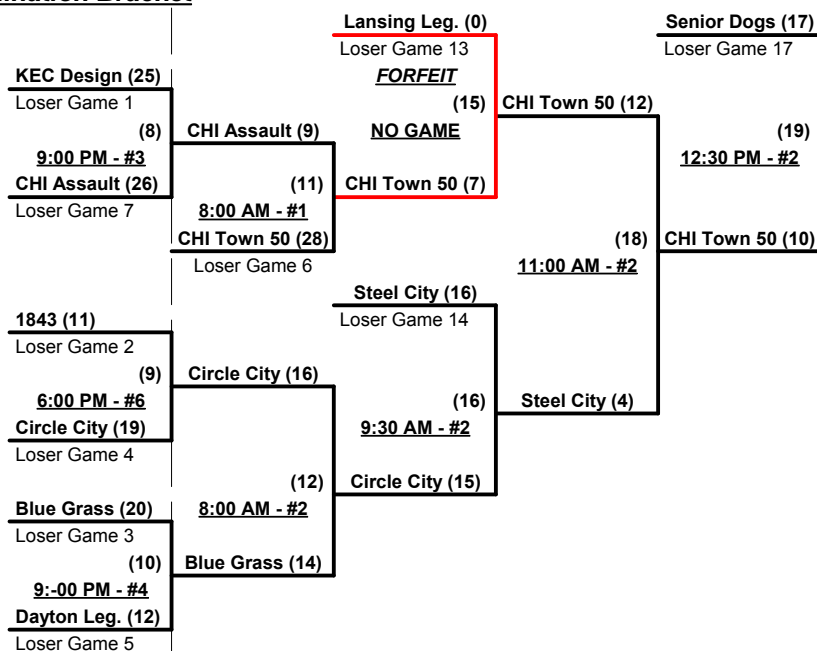 Lansing Leg. (0)
Senior Dogs (17)
Loser Game 13
Loser Game 17
KEC Design (25)
FORFEIT
Loser Game 1
(15)
CHI Town 50 (12)
(8)
CHI Assault (9)
NO GAME
(19)
9:00 PM - #3
12:30 PM - #2
CHI Assault (26)
(11)
CHI Town 50 (7)
Loser Game 7
8:00 AM - #1
CHI Town 50 (28)
(18)
CHI Town 50 (10)
Loser Game 6
11:00 AM - #2
Steel City (16)
1843 (11)
Loser Game 14
Loser Game 2
(9)
Circle City (16)
6:00 PM - #6
(16)
Steel City (4)
Circle City (19)
9:30 AM - #2
Loser Game 4
(12)
Circle City (15)
Blue Grass (20)
8:00 AM - #2
Loser Game 3
(10)
Blue Grass (14)
9:-00 PM - #4
Dayton Leg. (12)
Loser Game 5